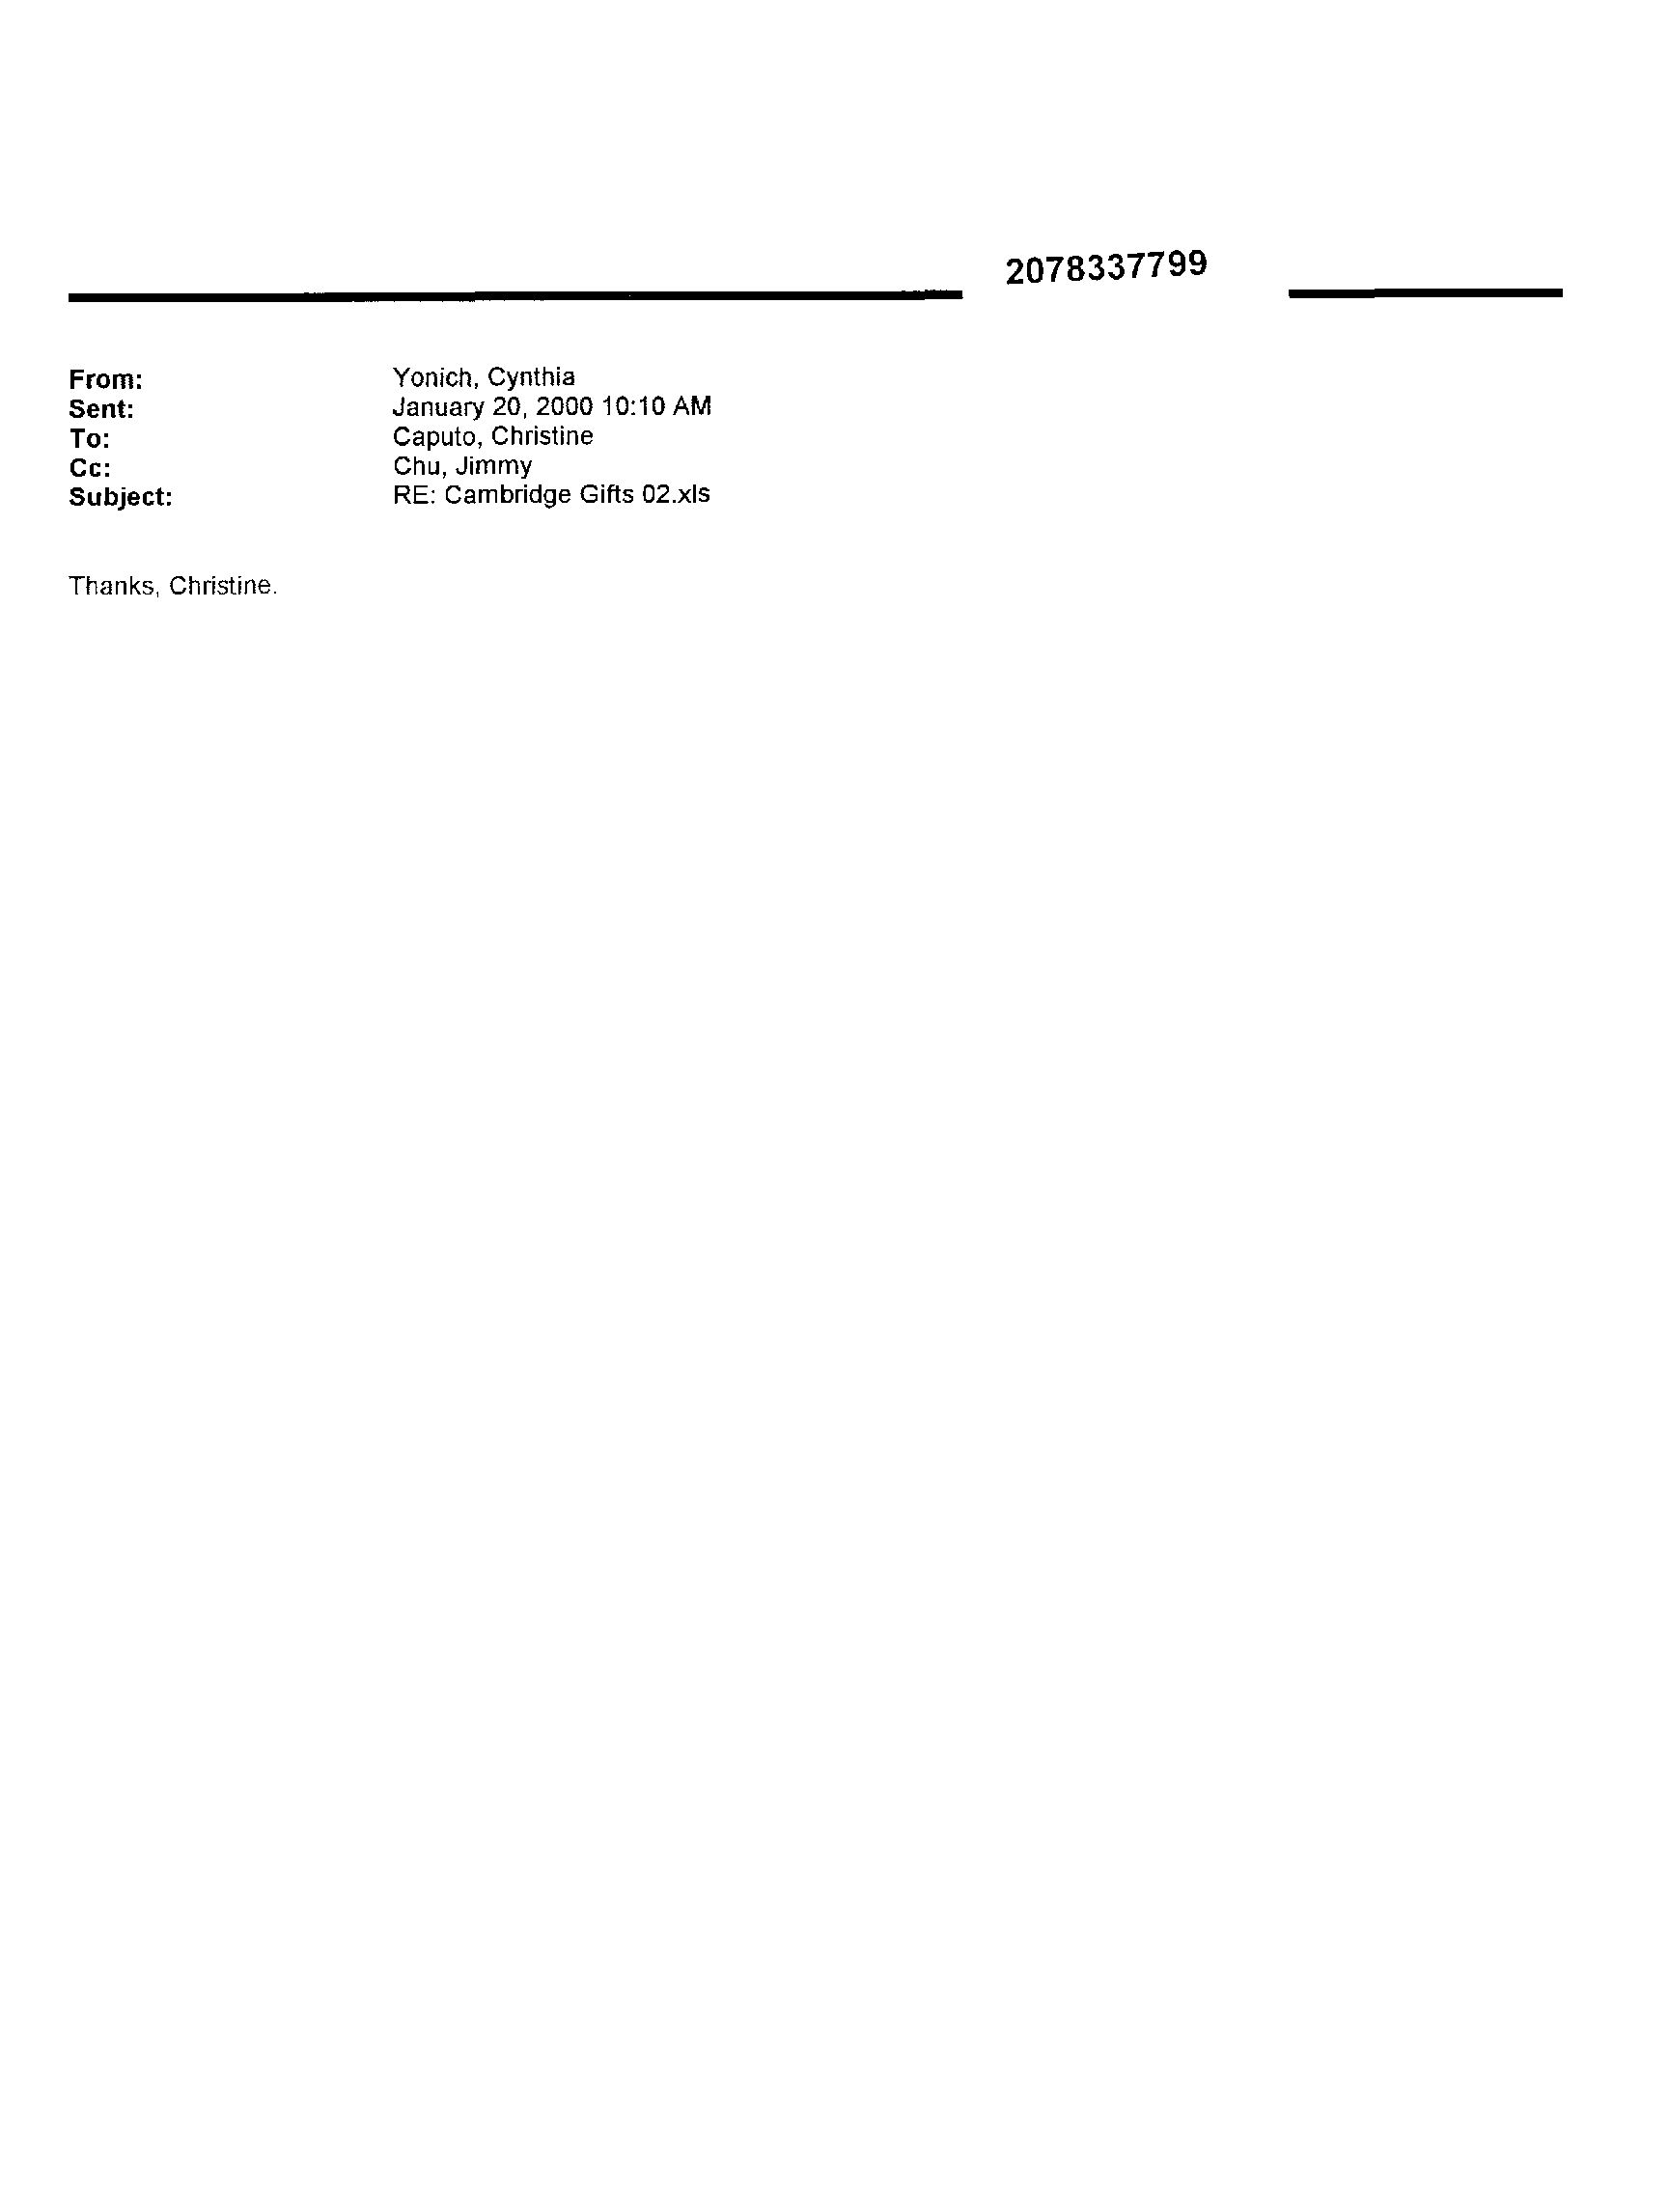 2078337799
From: Yonich, Cynthia
Sent: January 20, 2000 10:10 AM
To: Caputo, Christine
Cc: Chu, Jimmy
Subject: RE: Cambridge Gifts 02.xls
Thanks, Christine.